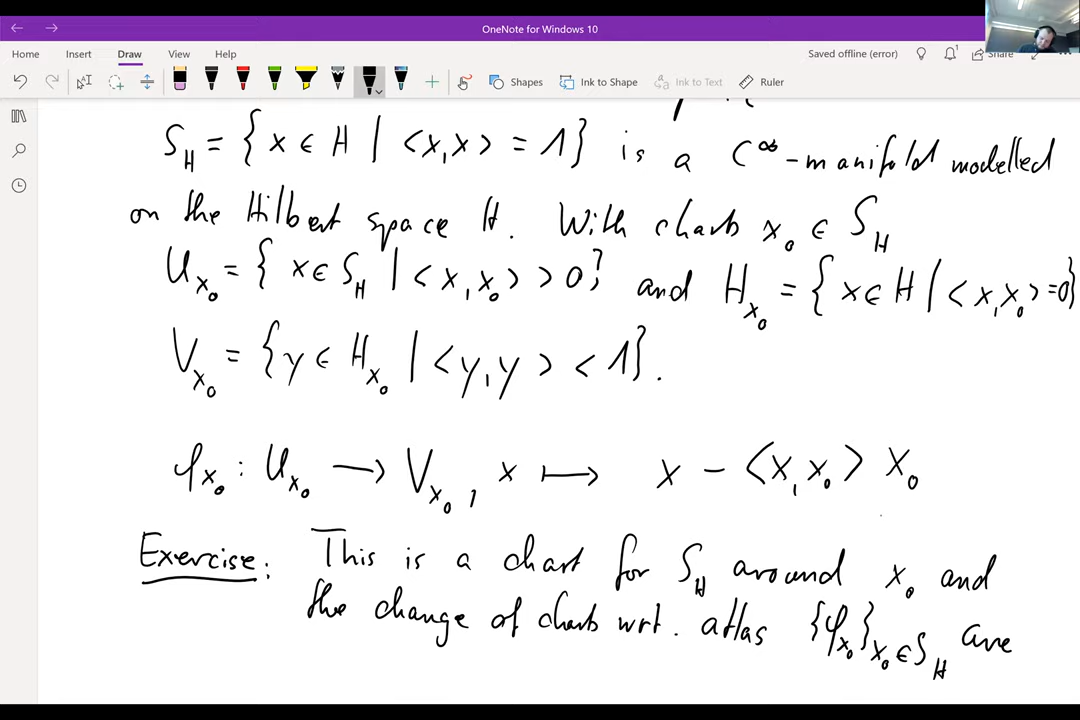 OneNote for Windows 10
Home Insert Draw View Help
Saved offline (error) Share
Shapes Ink to Shape Ink to Text Ruler
S_H = { x ∈ H | <x,x> = 1 } is a C^∞-manifold modelled
on the Hilbert space H. With charts x_0 ∈ S_H
U_{x_0} = { x ∈ S_H | <x,x_0> > 0 } and H_{x_0} = { x ∈ H | <x,x_0> = 0 }
V_{x_0} = { y ∈ H_{x_0} | <y,y> < 1 }.
φ_{x_0} : U_{x_0} → V_{x_0}, x ↦ x - <x,x_0> x_0
Exercise: This is a chart for S_H around x_0 and
the change of charts wrt. atlas {φ_{x_0}}_{x_0 ∈ S_H} are